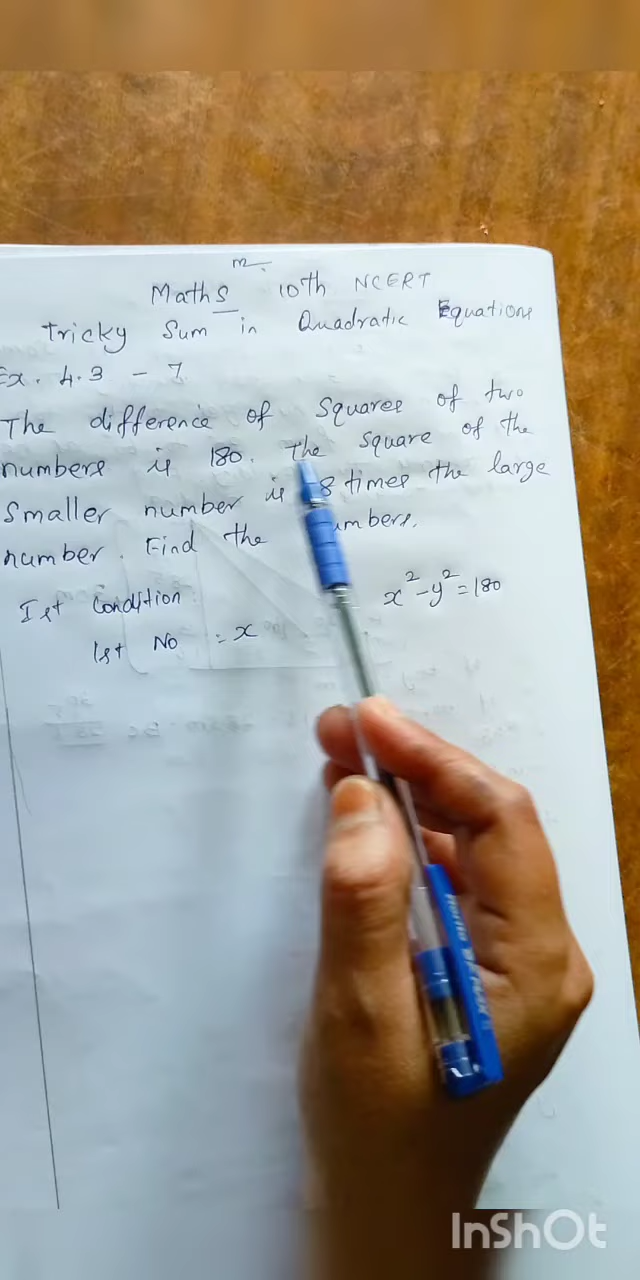 m
Maths 10th NCERT
Tricky Sum in Quadratic Equations
Ex. 4.3 - 7
The difference of squares of two
numbers is 180. The square of the
smaller number is 8 times the large
number. Find the umbers.
Ist Condition
1st No = x
x² - y² = 180
InShOt